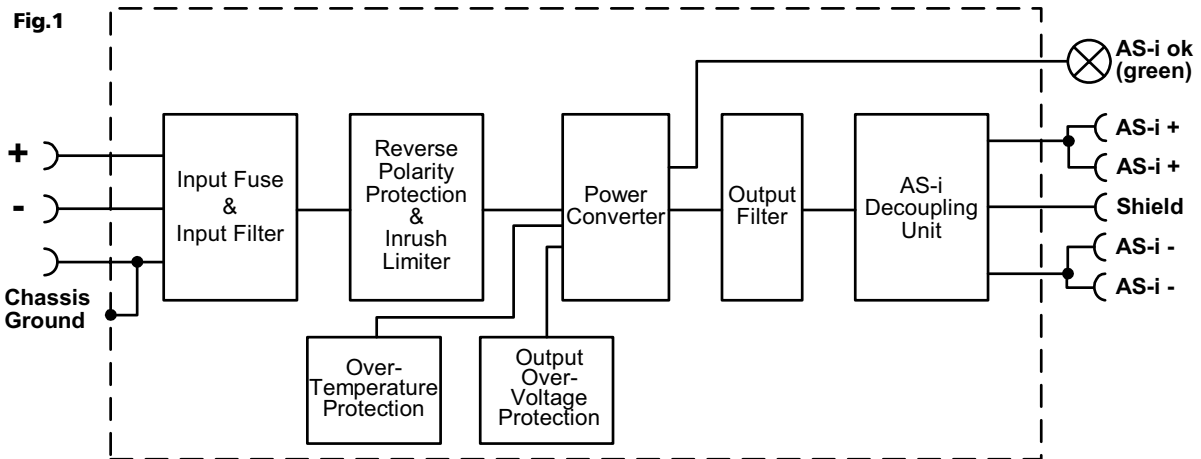 Fig.1
AS-i ok
(green)
+
-
Chassis
Ground
Input Fuse
&
Input Filter
Reverse
Polarity
Protection
&
Inrush
Limiter
Power
Converter
Output
Filter
AS-i
Decoupling
Unit
AS-i +
AS-i +
Shield
AS-i -
AS-i -
Over-
Temperature
Protection
Output
Over-
Voltage
Protection